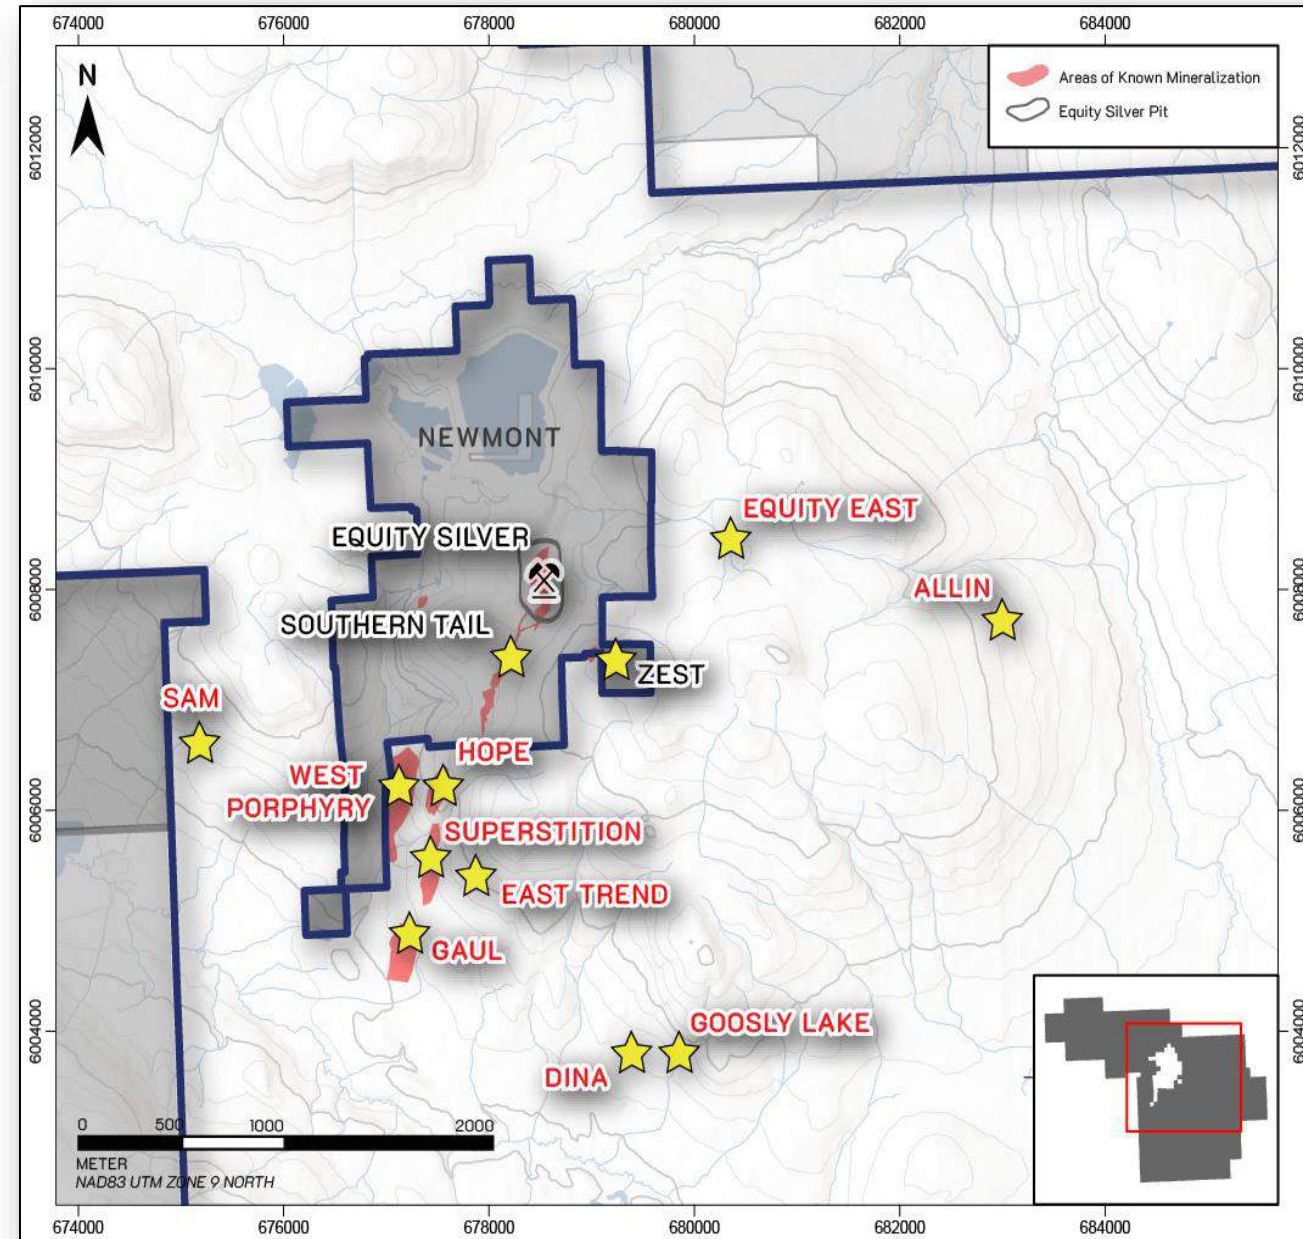 674000 676000 678000 680000 682000 684000
N
Areas of Known Mineralization
Equity Silver Pit
6012000 6012000
6010000 6010000
NEWMONT
EQUITY EAST
EQUITY SILVER
6008000 6008000
ALLIN
SOUTHERN TAIL
ZEST
SAM
HOPE
WEST
PORPHYRY
6006000 6006000
SUPERSTITION
EAST TREND
GAUL
6004000 6004000
GOOSLY LAKE
DINA
0 500 1000 2000
METER
NAD83 UTM ZONE 9 NORTH
674000 676000 678000 680000 682000 684000